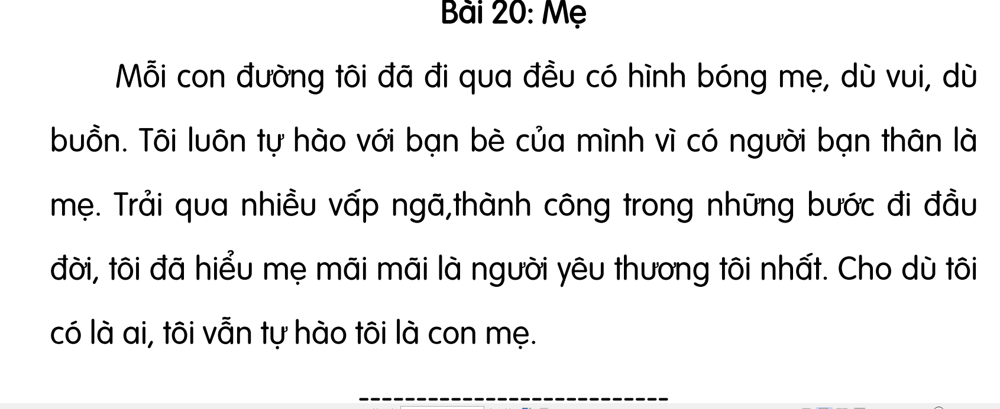 Bài 20: Mẹ
Mỗi con đường tôi đã đi qua đều có hình bóng mẹ, dù vui, dù
buồn. Tôi luôn tự hào với bạn bè của mình vì có người bạn thân là
mẹ. Trải qua nhiều vấp ngã,thành công trong những bước đi đầu
đời, tôi đã hiểu mẹ mãi mãi là người yêu thương tôi nhất. Cho dù tôi
có là ai, tôi vẫn tự hào tôi là con mẹ.